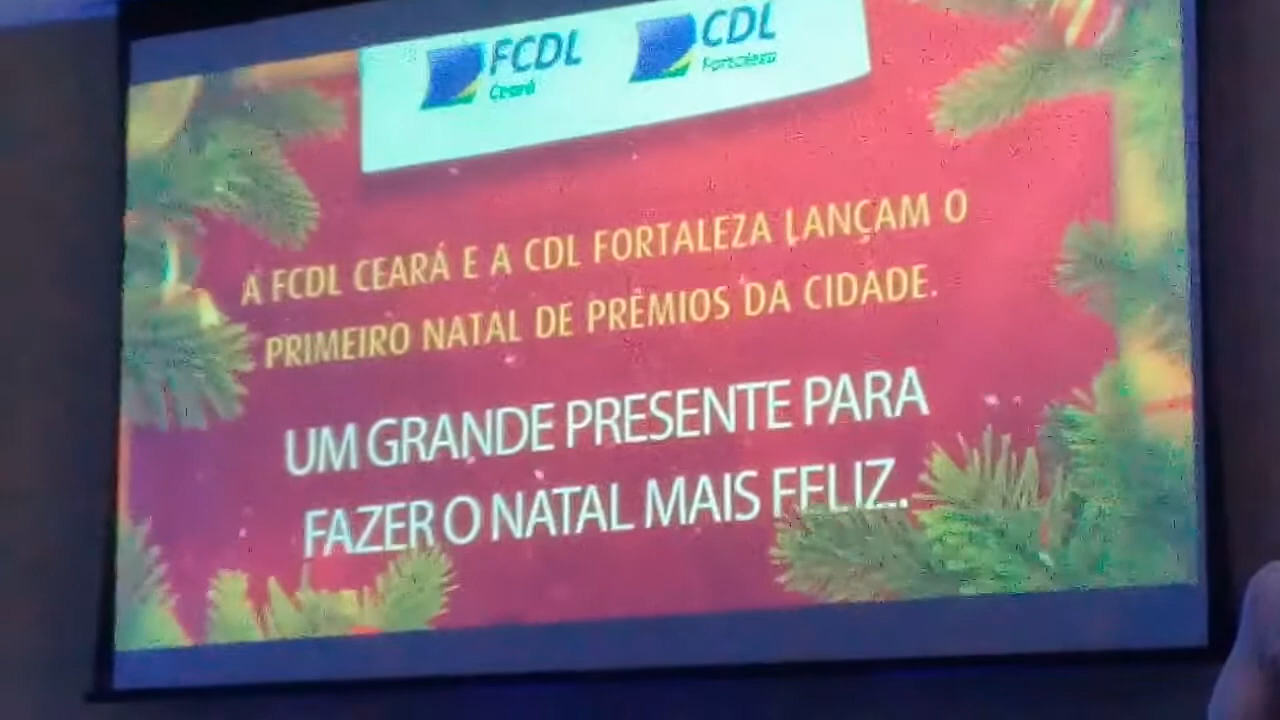 FCDL
Ceará
CDL
Fortaleza
A FCDL CEARÁ E A CDL FORTALEZA LANÇAM O
PRIMEIRO NATAL DE PRÊMIOS DA CIDADE.
UM GRANDE PRESENTE PARA
FAZER O NATAL MAIS FELIZ.